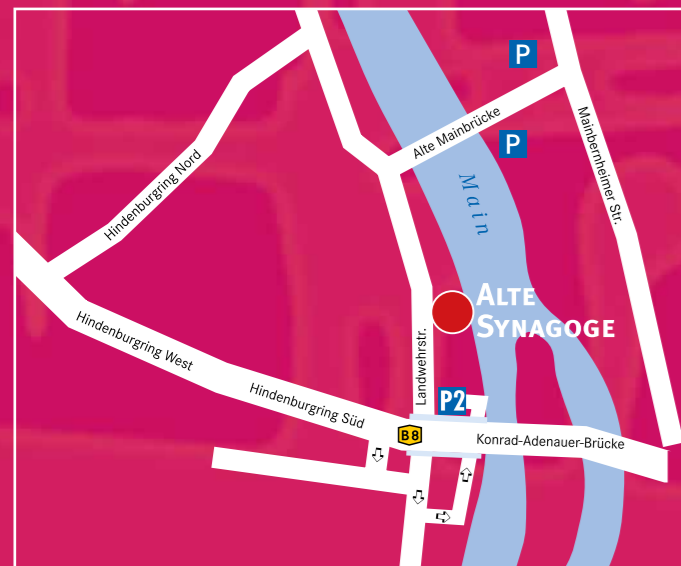 P
Alte Mainbrücke
P
Mainbernheimer Str.
Hindenburgring Nord
Main
ALTE
SYNAGOGE
Hindenburgring West
Landwehrstr.
Hindenburgring Süd
P2
B8
Konrad-Adenauer-Brücke